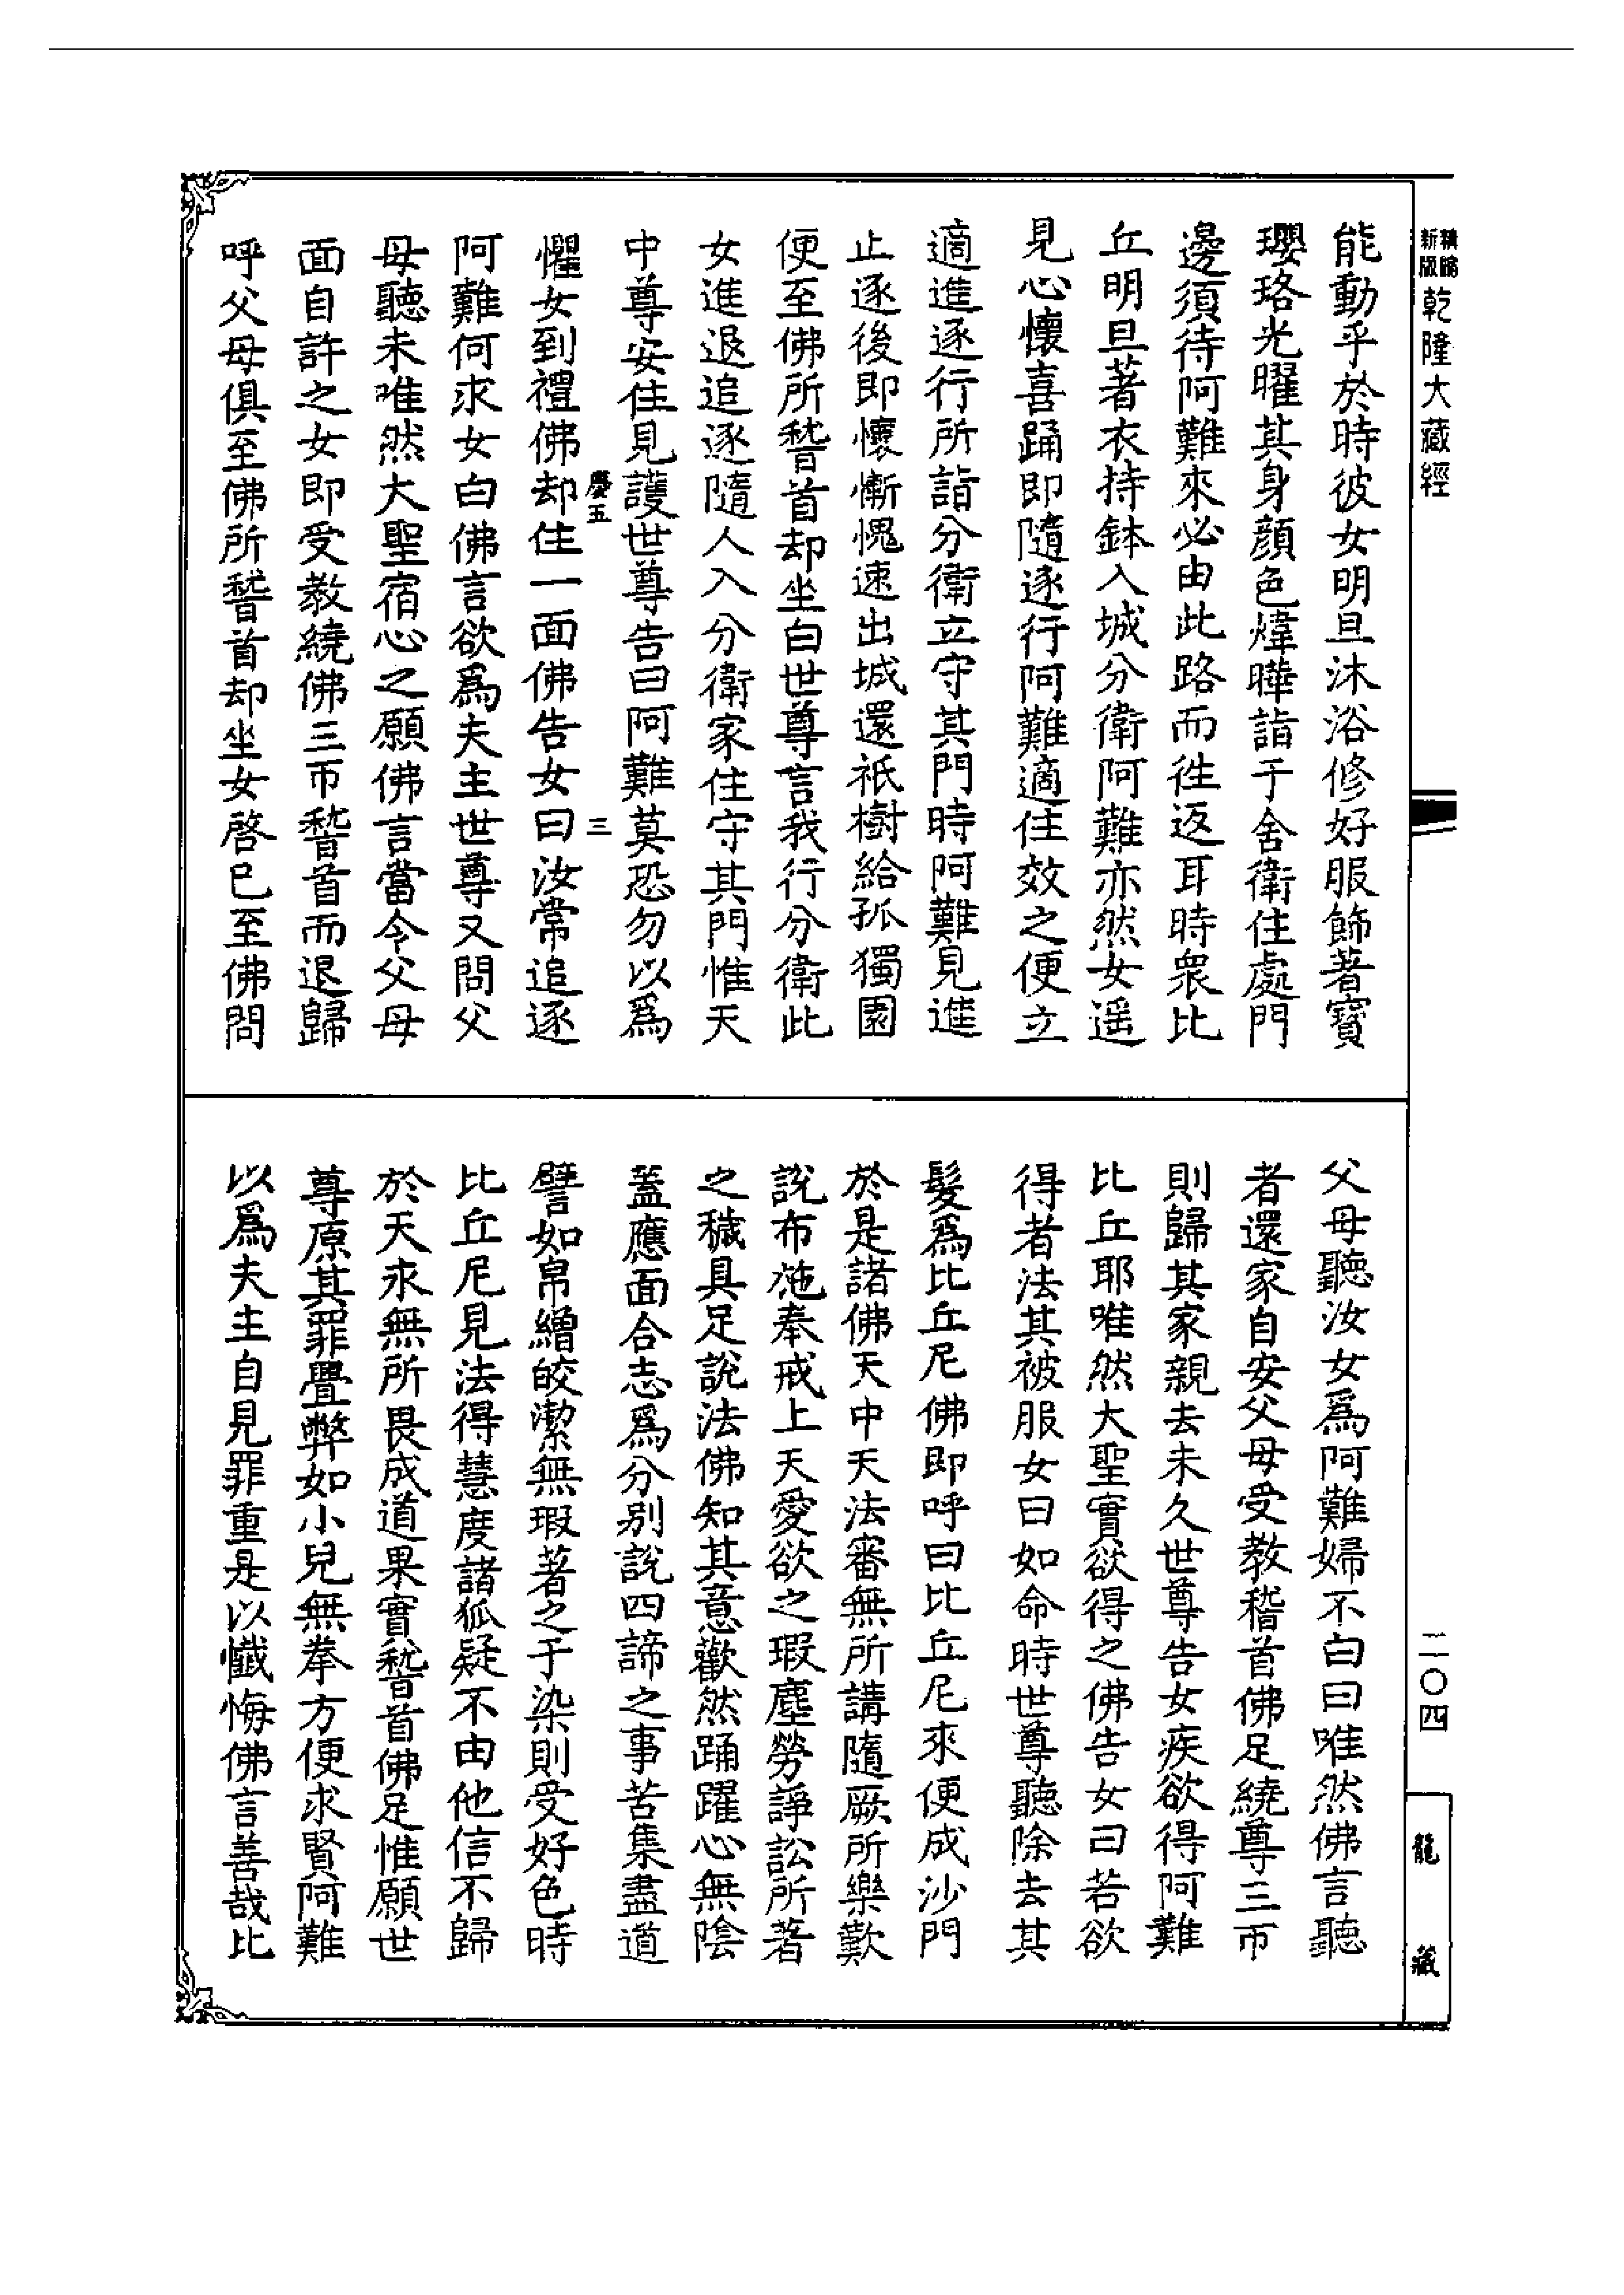 新版
精縮
乾隆大藏經
能動乎於時彼女明旦沐浴修好服飾著寶
瓔珞光曜其身顔色煒曄詣于舍衛住處門
邊須待阿難來必由此路而徃返耳時衆比
丘明旦著衣持鉢入城分衛阿難亦然女遥
見心懷喜踊即隨逐行阿難適住效之便立
適進逐行所詣分衛立守其門時阿難見進
止逐後即懷慚愧速出城還祇樹給孤獨園
便至佛所嵇首却坐白世尊言我行分衛此
女進退追逐隨人入分衛家住守其門惟天
中尊安住見護世尊告曰阿難莫恐勿以爲
慶五
三
懼女到禮佛却住一面佛告女曰汝常追逐
阿難何求女白佛言欲爲夫主世尊又問父
母聽未唯然大聖宿心之願佛言當令父母
面自許之女即受教繞佛三帀嵇首而退歸
呼父母俱至佛所嵇首却坐女啓已至佛問
父母聽汝女爲阿難婦不白曰唯然佛言聽
者還家自安父母受教稽首佛足繞尊三帀
則歸其家親去未久世尊告女疾欲得阿難
比丘耶唯然大聖實欲得之佛告女曰若欲
得者法其被服女曰如命時世尊聽除去其
髮爲比丘尼佛即呼曰比丘尼來便成沙門
於是諸佛天中天法審無所講隨厥所樂歎
說布施奉戒上天愛欲之瑕塵勞諍訟所著
之穢具足說法佛知其意歡然踊躍心無陰
蓋應面合志爲分别說四諦之事苦集盡道
譬如帛繒皎潔無瑕著之于染則受好色時
比丘尼見法得慧度諸狐疑不由他信不歸
於天求無所畏成道果實嵇首佛足惟願世
尊原其罪舋弊如小兒無拳方便求賢阿難
以爲夫主自見罪重是以懺悔佛言善哉比
二〇四
龍藏